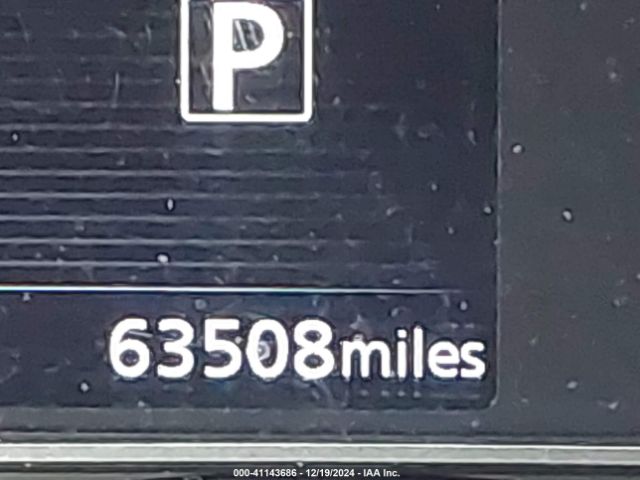 P
63508miles
000-41143686 - 12/19/2024 - IAA Inc.